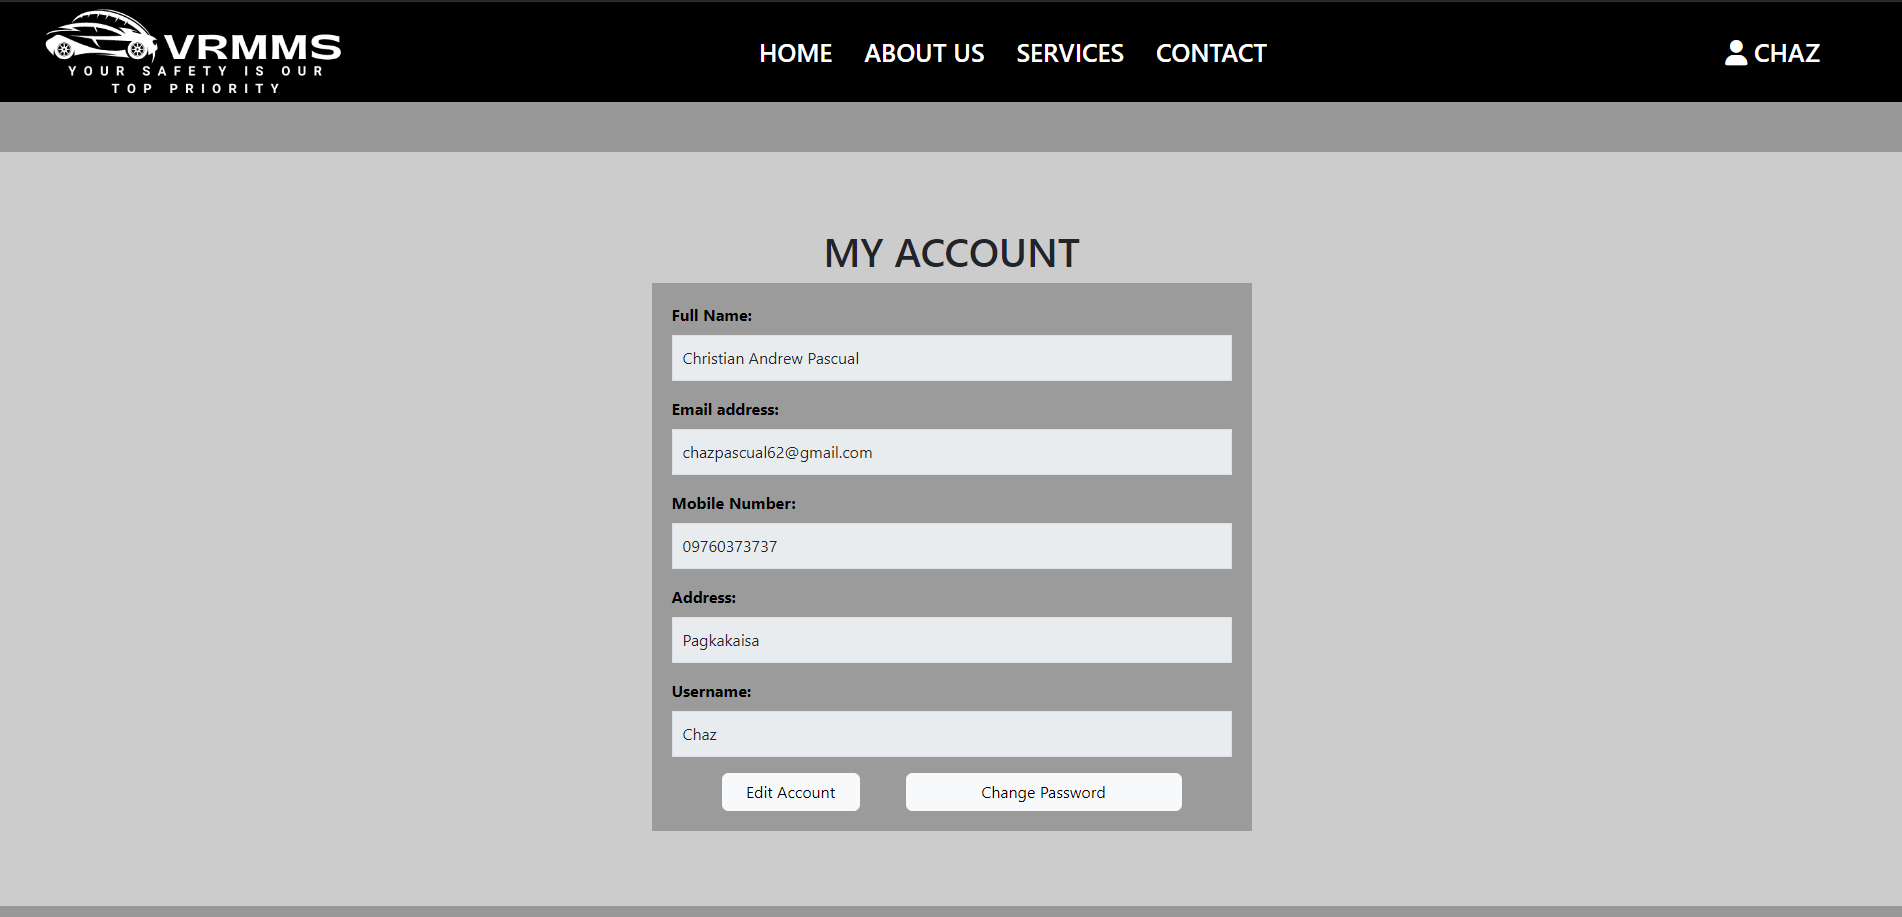 VRMMS
YOUR SAFETY IS OUR
TOP PRIORITY
HOME ABOUT US SERVICES CONTACT
CHAZ
MY ACCOUNT
Full Name:
Christian Andrew Pascual
Email address:
chazpascual62@gmail.com
Mobile Number:
09760373737
Address:
Pagkakaisa
Username:
Chaz
Edit Account Change Password